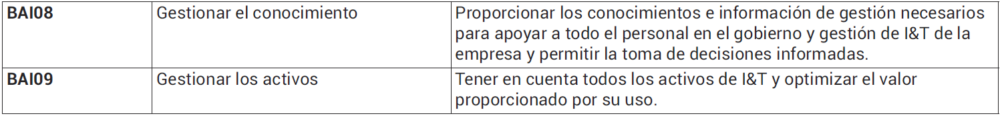 BAI08 Gestionar el conocimiento Proporcionar los conocimientos e información de gestión necesarios
para apoyar a todo el personal en el gobierno y gestión de I&T de la
empresa y permitir la toma de decisiones informadas.
BAI09 Gestionar los activos Tener en cuenta todos los activos de I&T y optimizar el valor
proporcionado por su uso.